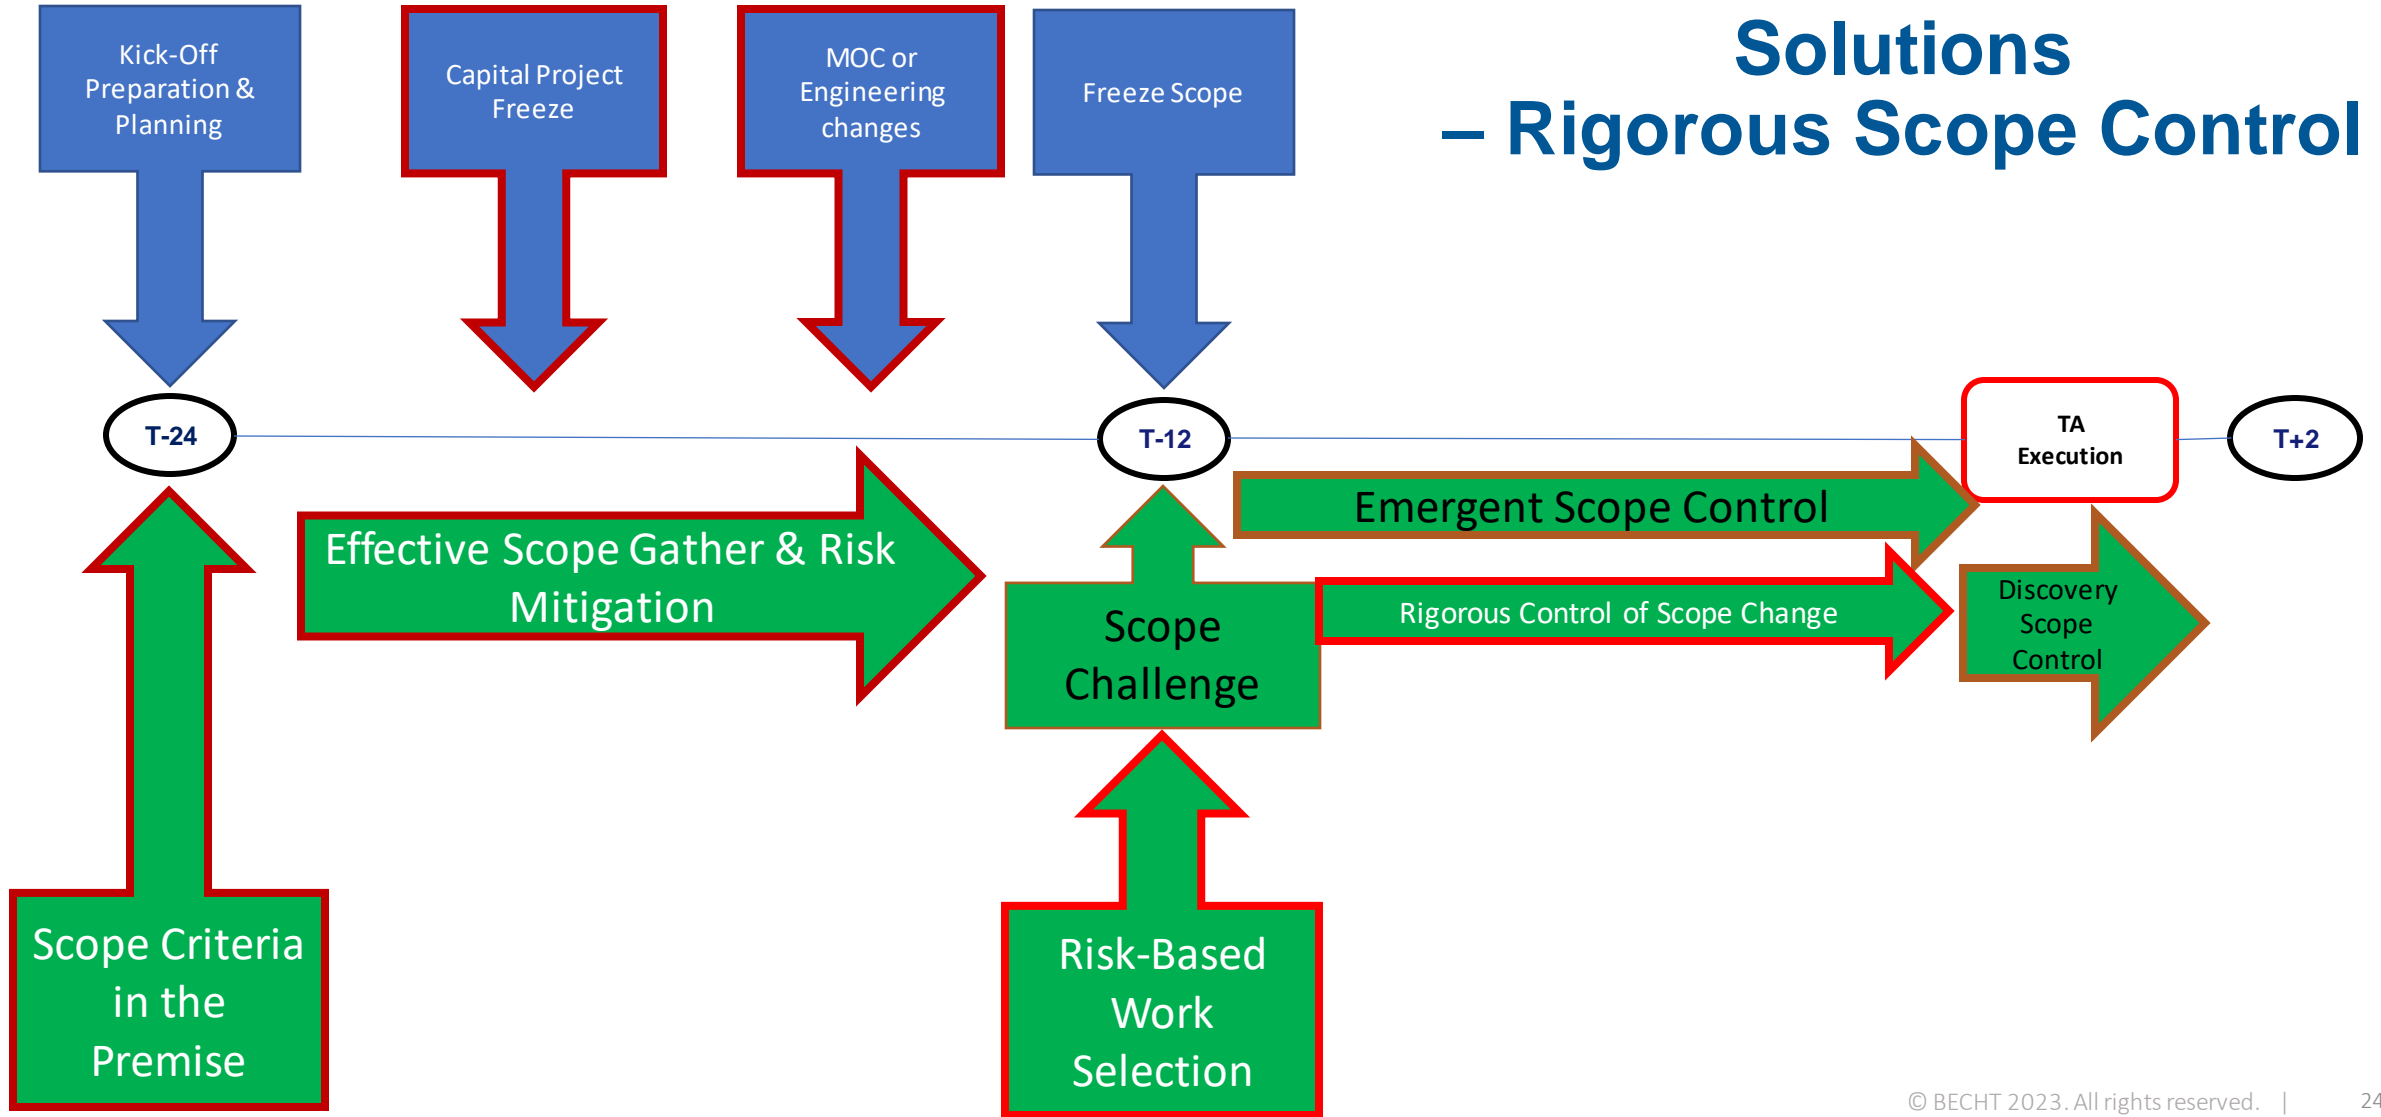 Solutions
– Rigorous Scope Control
Kick-Off
Preparation &
Planning
Capital Project
Freeze
MOC or
Engineering
changes
Freeze Scope
T-24
T-12
TA
Execution
T+2
Effective Scope Gather & Risk
Mitigation
Emergent Scope Control
Scope
Challenge
Rigorous Control of Scope Change
Discovery
Scope
Control
Scope Criteria
in the
Premise
Risk-Based
Work
Selection
© BECHT 2023. All rights reserved. | 24